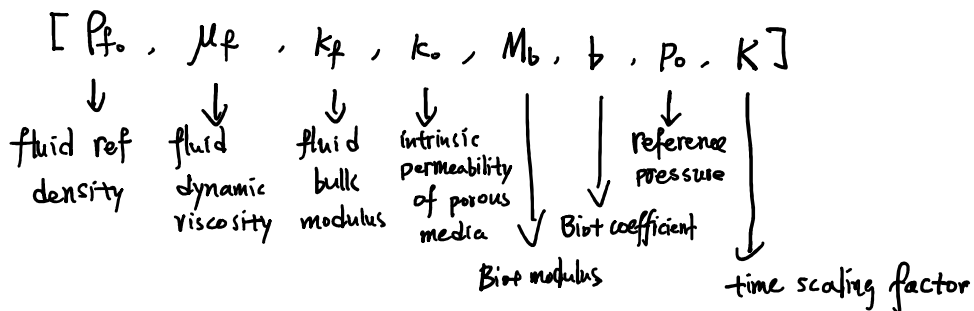 [ ρf₀ , μf , kf , k₀ , Mb , b , p₀ , K ]
fluid ref density
fluid dynamic viscosity
fluid bulk modulus
intrinsic permeability of porous media
Biot modulus
Biot coefficient
reference pressure
time scaling factor